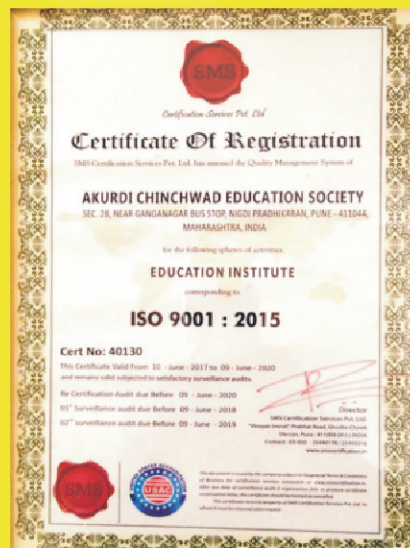 SMS
Certification Services Pvt. Ltd
Certificate Of Registration
SMS Certification Services Pvt. Ltd. has assessed the Quality Management System of
AKURDI CHINCHWAD EDUCATION SOCIETY
SEC. 28, NEAR GANGANAGAR BUS STOP, NIGDI PRADHIKARAN, PUNE - 411044,
MAHARASHTRA, INDIA
for the following spheres of activities
EDUCATION INSTITUTE
corresponding to
ISO 9001 : 2015
Cert No: 40130
This Certificate Valid From 10 - June - 2017 to 09 - June - 2020
and remains valid subjected to satisfactory surveillance audits.
Re Certification Audit due Before 09 - June - 2020
01st Surveillance audit due Before 09 - June - 2018
02nd surveillance audit due Before 09 - June - 2019
Director
SMS Certification Services Pvt. Ltd.
Deccan, Pune
SMS
USAC